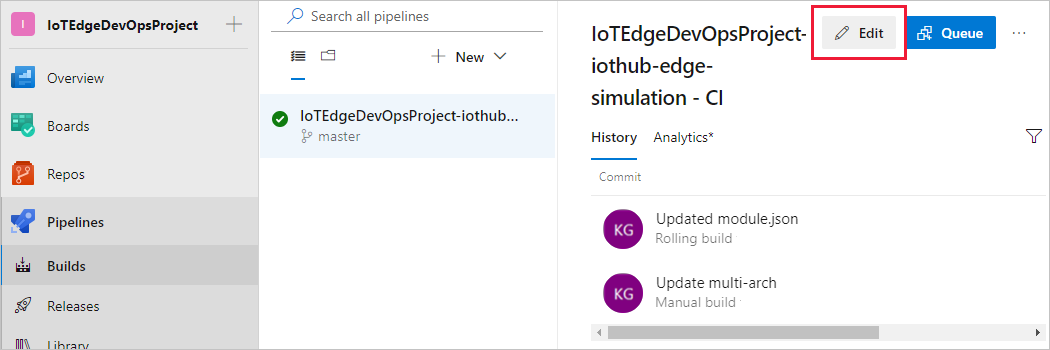 I IoTEdgeDevOpsProject
Overview
Boards
Repos
Pipelines
Builds
Releases
Library
Search all pipelines
New
IoTEdgeDevOpsProject-iothub...
master
IoTEdgeDevOpsProject-
iothub-edge-
simulation - CI
Edit
Queue
History Analytics*
Commit
KG Updated module.json
Rolling build
KG Update multi-arch
Manual build